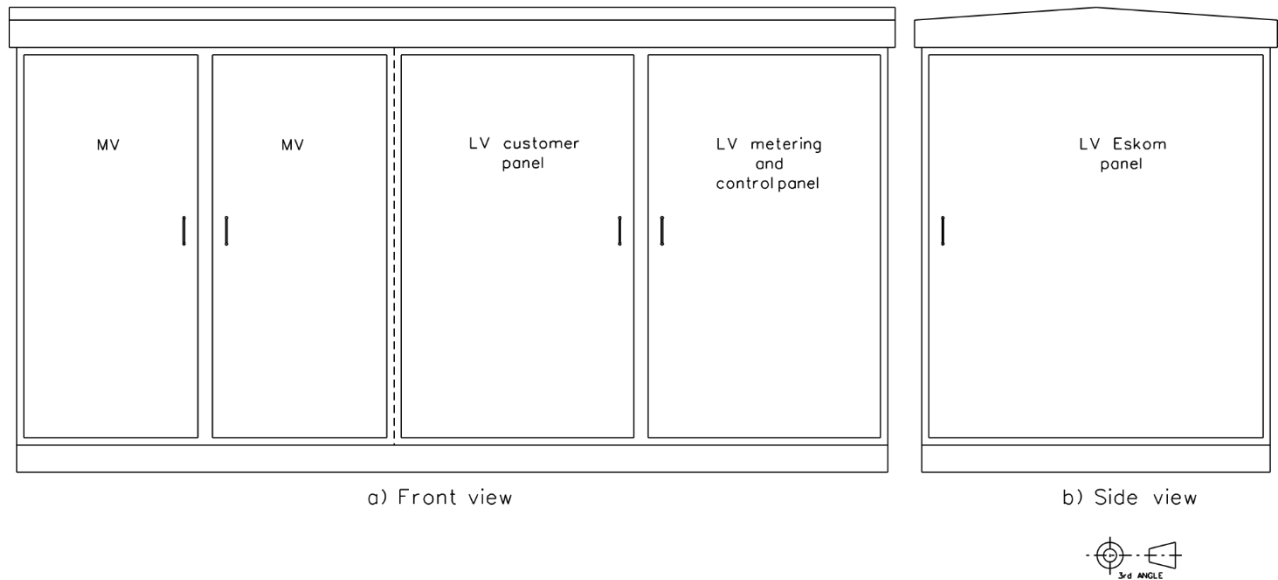 MV
MV
LV customer
panel
LV metering
and
control panel
LV Eskom
panel
a) Front view
b) Side view
3rd ANGLE